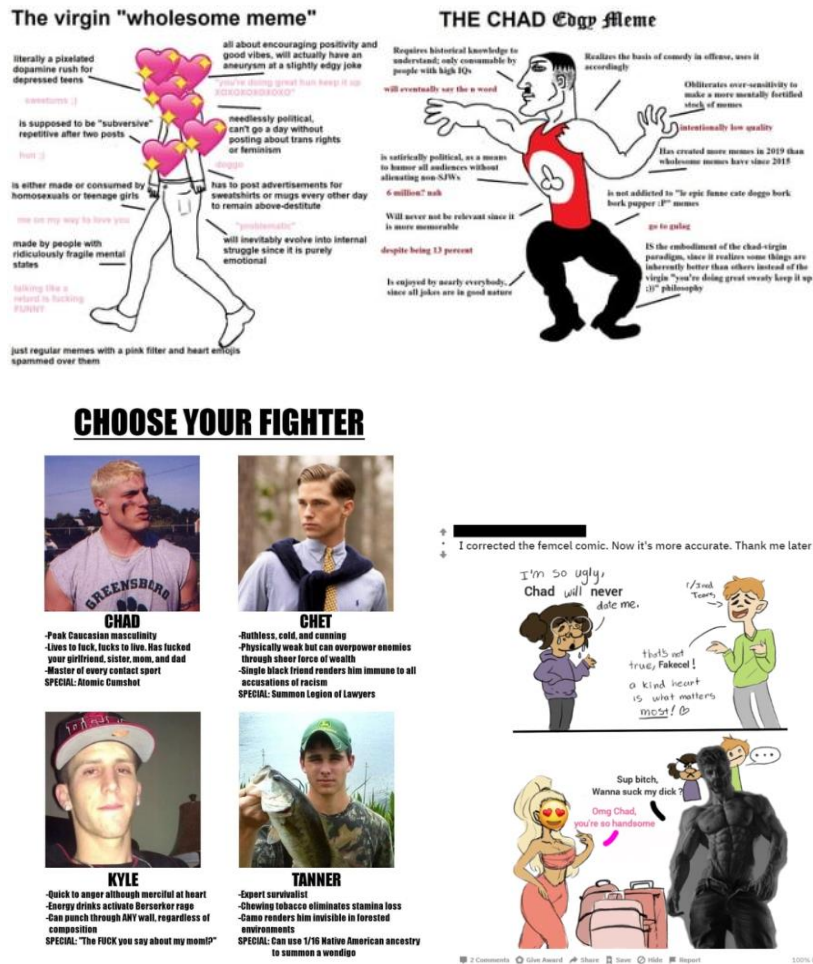 The virgin "wholesome meme"
literally a pixelated
dopamine rush for
depressed teens
sweetums ;)
is supposed to be "subversive"
repetitive after two posts
hun :)
is either made or consumed by
homosexuals or teenage girls
me on my way to love you
made by people with
ridiculously fragile mental
states
talking like a
returd is fucking
FUNNY
just regular memes with a pink filter and heart emojis
spammed over them
all about encouraging positivity and
good vibes, will actually have an
aneurysm at a slightly edgy joke
"you're doing great hun keep it up
XOXOXOXOXOXO"
needlessly political,
can't go a day without
posting about trans rights
or feminism
doggo
has to post advertisements for
sweatshirts or mugs every other day
to remain above-destitute
"problematic"
will inevitably evolve into internal
struggle since it is purely
emotional
THE CHAD Edgy Meme
Requires historical knowledge to
understand; only consumable by
people with high IQs
will eventually say the n word
is satirically political, as a means
to humor all audiences without
alienating non-SJWs
6 million? nah
Will never not be relevant since it
is more memorable
despite being 13 percent
Is enjoyed by nearly everybody,
since all jokes are in good nature
Realizes the basis of comedy in offense, uses it
accordingly
Obliterates over-sensitivity to
make a more mentally fortified
stock of memes
intentionally low quality
Has created more memes in 2019 than
wholesome memes have since 2015
is not addicted to "le epic funne cate doggo bork
bork pupper :P" memes
go to gulag
IS the embodiment of the chad-virgin
paradigm, since it realizes some things are
inherently better than others instead of the
virgin "you're doing great sweaty keep it up
:))" philosophy
CHOOSE YOUR FIGHTER
GREENSBORO
CHAD
-Peak Caucasian masculinity
-Lives to fuck, fucks to live. Has fucked
your girlfriend, sister, mom, and dad
-Master of every contact sport
SPECIAL: Atomic Cumshot
CHET
-Ruthless, cold, and cunning
-Physically weak but can overpower enemies
through sheer force of wealth
-Single black friend renders him immune to all
accusations of racism
SPECIAL: Summon Legion of Lawyers
KYLE
-Quick to anger although merciful at heart
-Energy drinks activate Berserker rage
-Can punch through ANY wall, regardless of
composition
SPECIAL: "The FUCK you say about my mom!?"
TANNER
-Expert survivalist
-Chewing tobacco eliminates stamina loss
-Camo renders him invisible in forested
environments
SPECIAL: Can use 1/16 Native American ancestry
to summon a wendigo
I corrected the femcel comic. Now it's more accurate. Thank me later
I'm so ugly,
Chad will never
date me.
Tears
that's not
true, Fakecel!
a kind heart
is what matters
most!
Sup bitch,
Wanna suck my dick?
Omg Chad,
you're so handsome
2 Comments Give Award Share Save Hide Report
100%